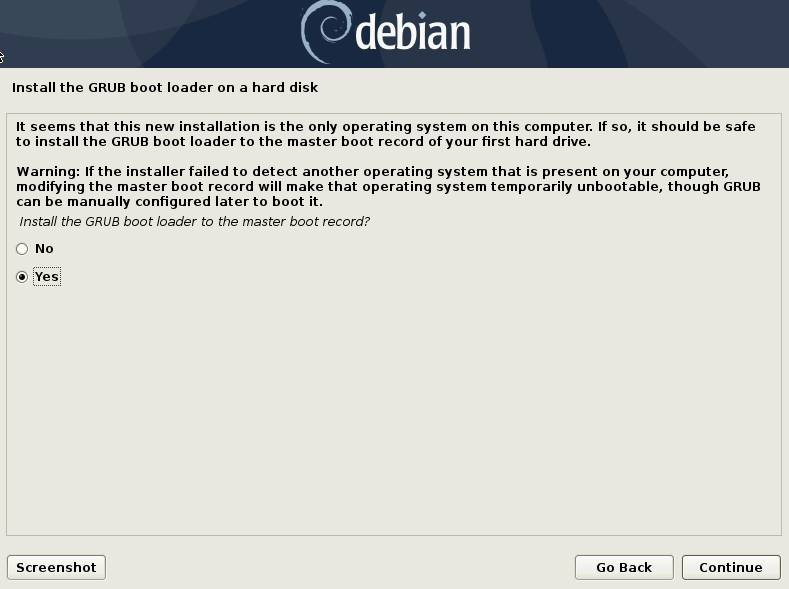 debian
Install the GRUB boot loader on a hard disk
It seems that this new installation is the only operating system on this computer. If so, it should be safe
to install the GRUB boot loader to the master boot record of your first hard drive.
Warning: If the installer failed to detect another operating system that is present on your computer,
modifying the master boot record will make that operating system temporarily unbootable, though GRUB
can be manually configured later to boot it.
Install the GRUB boot loader to the master boot record?
No
Yes
Screenshot
Go Back
Continue